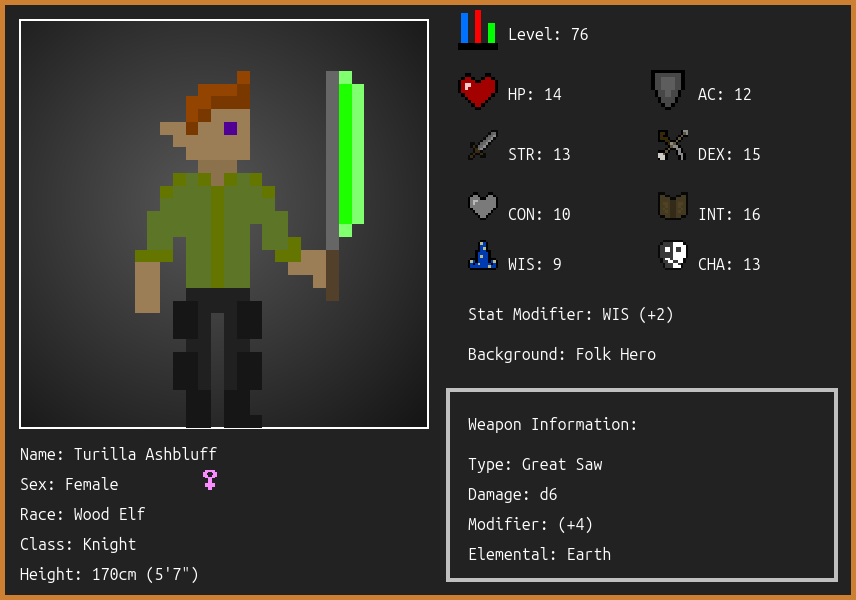 Level: 76
HP: 14
AC: 12
STR: 13
DEX: 15
CON: 10
INT: 16
WIS: 9
CHA: 13
Stat Modifier: WIS (+2)
Background: Folk Hero
Name: Turilla Ashbluff
Sex: Female
Race: Wood Elf
Class: Knight
Height: 170cm (5'7")
Weapon Information:
Type: Great Saw
Damage: d6
Modifier: (+4)
Elemental: Earth